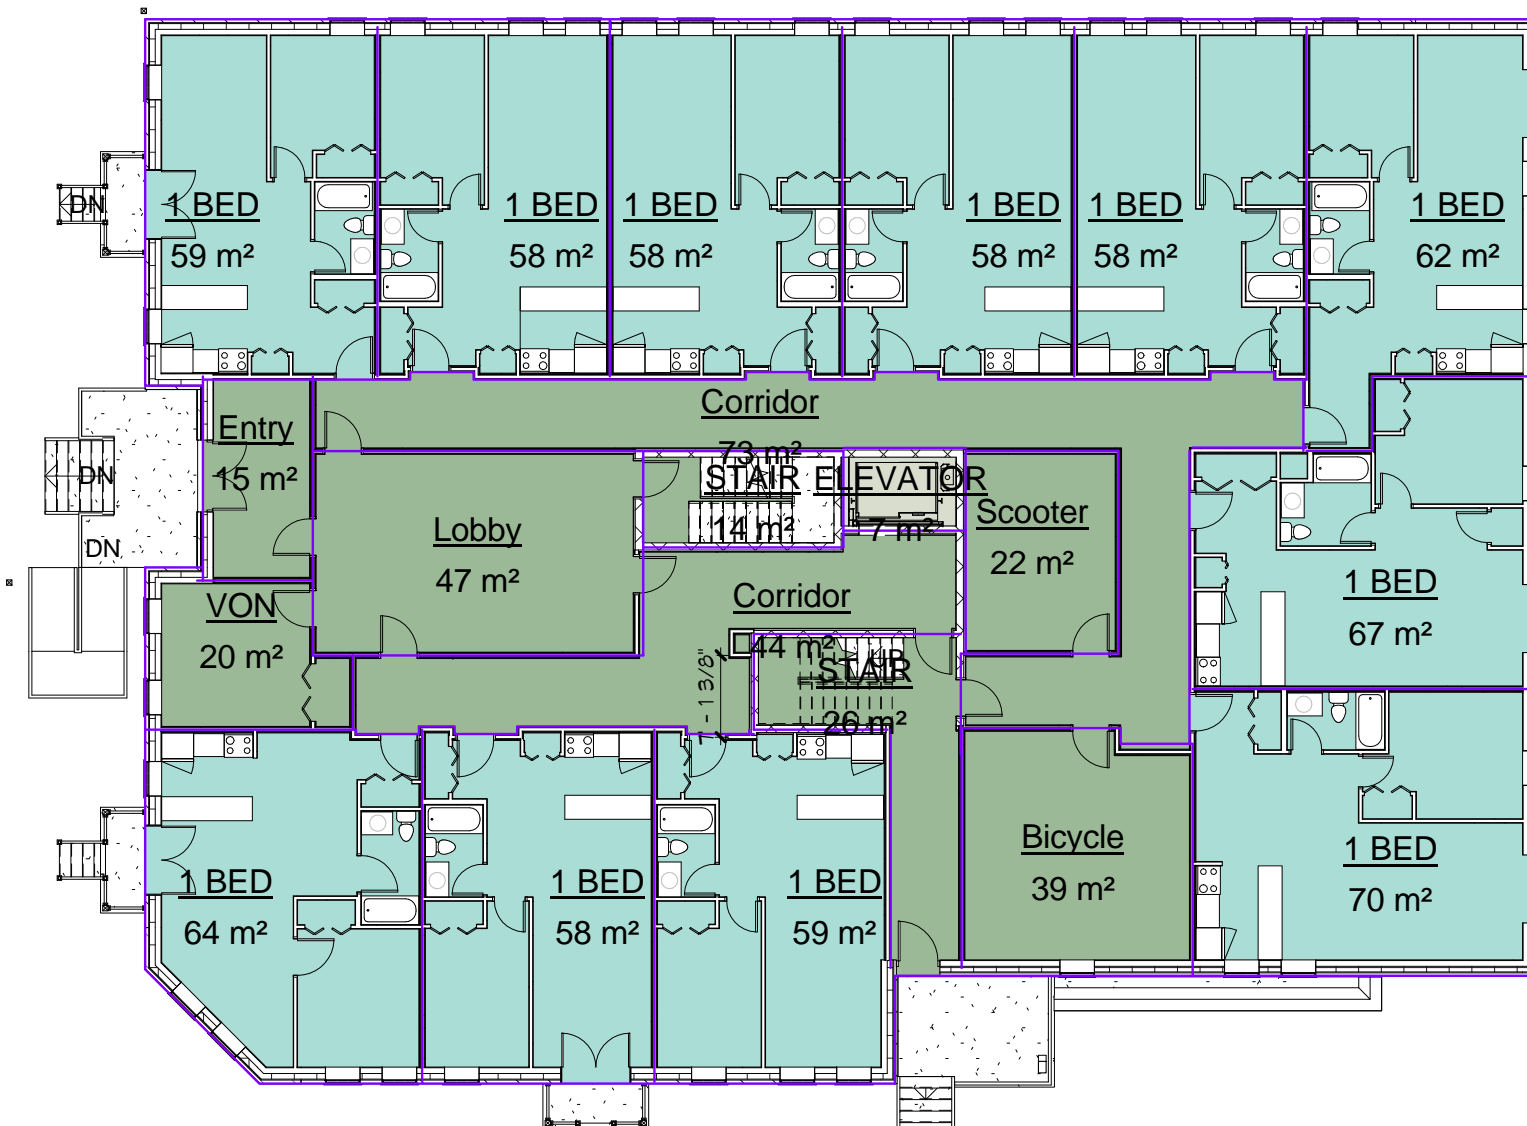 1 BED
59 m²
1 BED
58 m²
1 BED
58 m²
1 BED
58 m²
1 BED
58 m²
1 BED
62 m²
DN
Corridor
73 m²
Entry
15 m²
DN
DN
STAIR
14 m²
ELEVATOR
7 m²
Scooter
22 m²
Lobby
47 m²
VON
20 m²
Corridor
44 m²
1 BED
67 m²
UP
STAIR
26 m²
7'-1 3/8"
Bicycle
39 m²
1 BED
70 m²
1 BED
64 m²
1 BED
58 m²
1 BED
59 m²